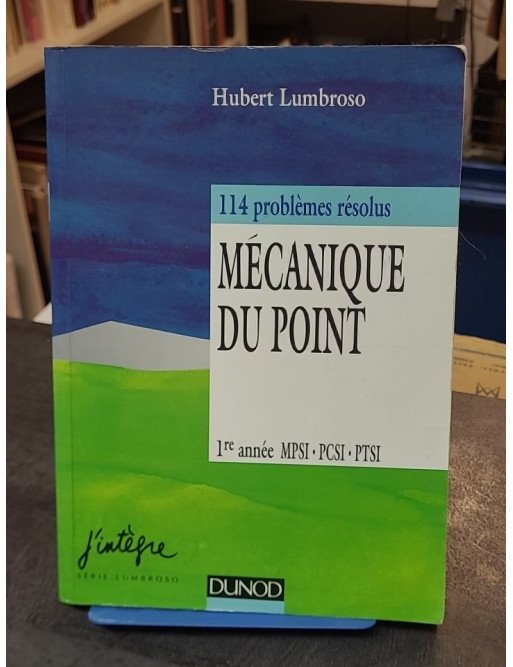 Hubert Lumbroso
114 problèmes résolus
MÉCANIQUE
DU POINT
1re année MPSI · PCSI · PTSI
j'intègre
SÉRIE LUMBROSO
DUNOD